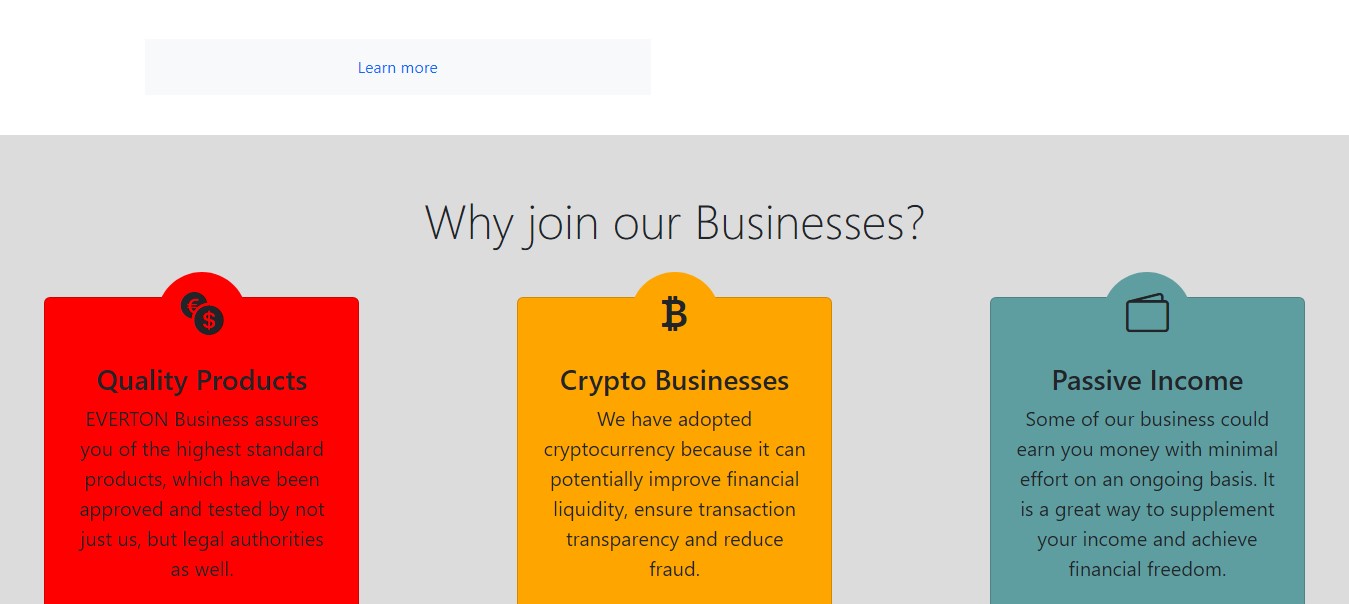 Learn more
Why join our Businesses?
Quality Products
EVERTON Business assures
you of the highest standard
products, which have been
approved and tested by not
just us, but legal authorities
as well.
Crypto Businesses
We have adopted
cryptocurrency because it can
potentially improve financial
liquidity, ensure transaction
transparency and reduce
fraud.
Passive Income
Some of our business could
earn you money with minimal
effort on an ongoing basis. It
is a great way to supplement
your income and achieve
financial freedom.